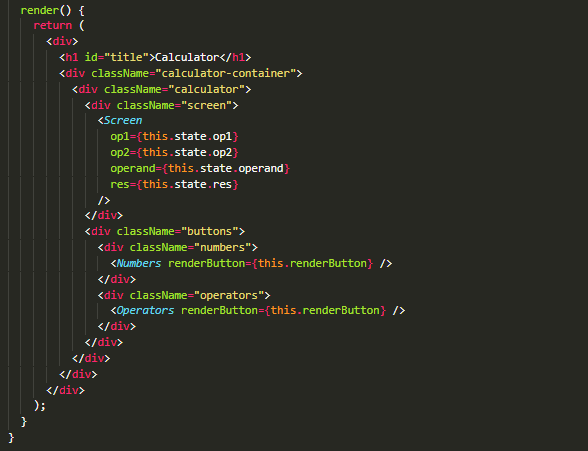 render() {
return (
<div>
<h1 id="title">Calculator</h1>
<div className="calculator-container">
<div className="calculator">
<div className="screen">
<Screen
op1={this.state.op1}
op2={this.state.op2}
operand={this.state.operand}
res={this.state.res}
/>
</div>
<div className="buttons">
<div className="numbers">
<Numbers renderButton={this.renderButton} />
</div>
<div className="operators">
<Operators renderButton={this.renderButton} />
</div>
</div>
</div>
</div>
</div>
);
}
}